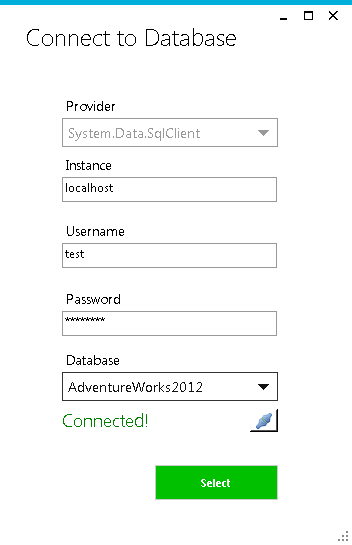 Connect to Database
Provider
System.Data.SqlClient
Instance
localhost
Username
test
Password
********
Database
AdventureWorks2012
Connected!
Select